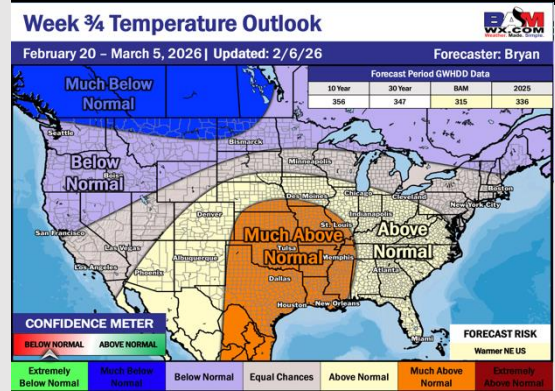 Week ¾ Temperature Outlook
BAM
WX.COM
Weather Made Simple.
February 20 – March 5, 2026 | Updated: 2/6/26
Forecaster: Bryan
Forecast Period GWHDD Data
10 Year 30 Year BAM 2025
356 347 315 336
Much Below
Normal
Seattle
Below
Normal
Bismarck
Minneapolis
Boston
New York City
Chicago
Cleveland
Des Moines
Indianapolis
Denver
San Francisco
Las Vegas
Los Angeles
Phoenix
Albuquerque
Much Above
Normal
St. Louis
Tulsa
Memphis
Above
Normal
Atlanta
Dallas
Houston
New Orleans
Miami
CONFIDENCE METER
BELOW NORMAL ABOVE NORMAL
FORECAST RISK
Warmer NE US
Extremely
Below Normal
Much Below
Normal
Below Normal
Equal Chances
Above Normal
Much Above
Normal
Extremely
Above Normal